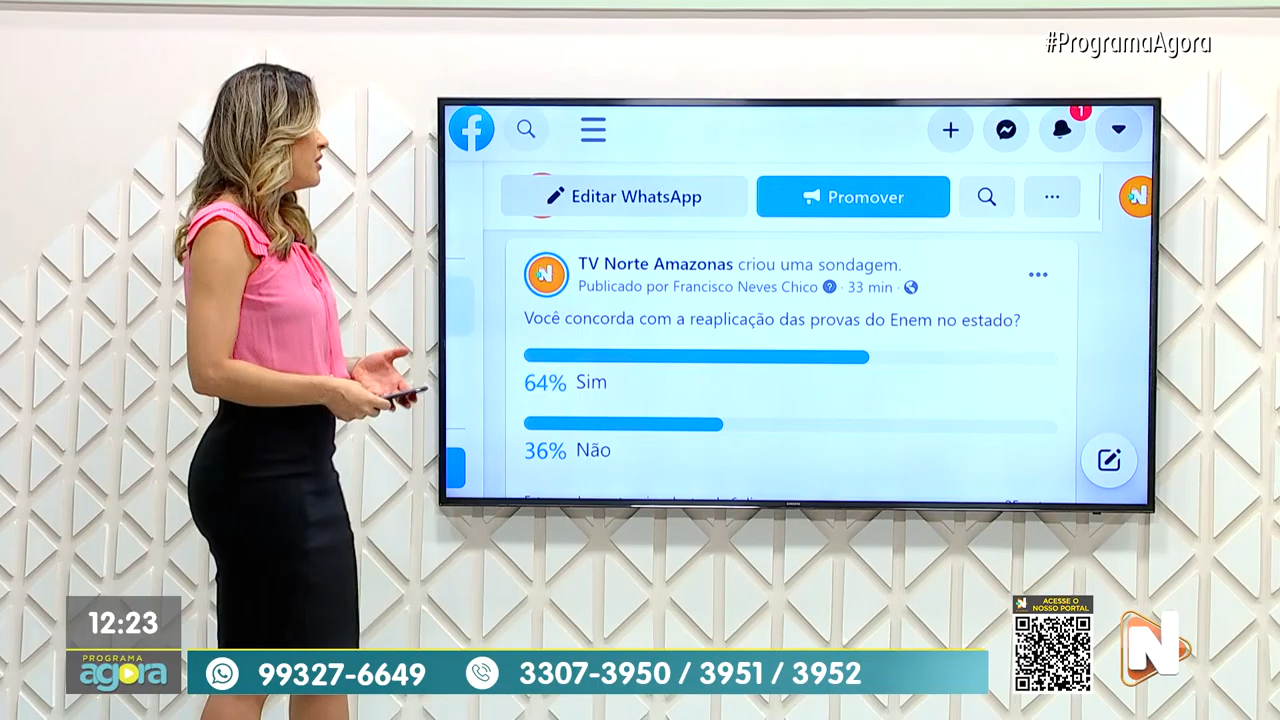 #ProgramaAgora
1
Editar WhatsApp
Promover
TV Norte Amazonas criou uma sondagem.
Publicado por Francisco Neves Chico · 33 min ·
Você concorda com a reaplicação das provas do Enem no estado?
64% Sim
36% Não
12:23
PROGRAMA
agora
99327-6649
3307-3950 / 3951 / 3952
ACESSE O
NOSSO PORTAL
N